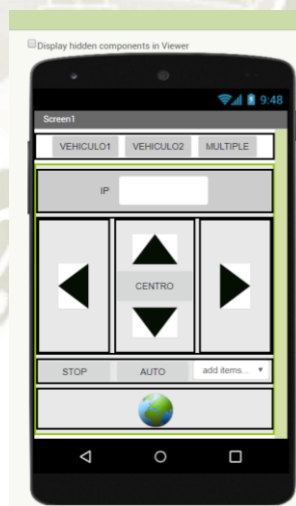 Display hidden components in Viewer
9:48
Screen1
VEHICULO1 VEHICULO2 MULTIPLE
IP
CENTRO
STOP AUTO add items...